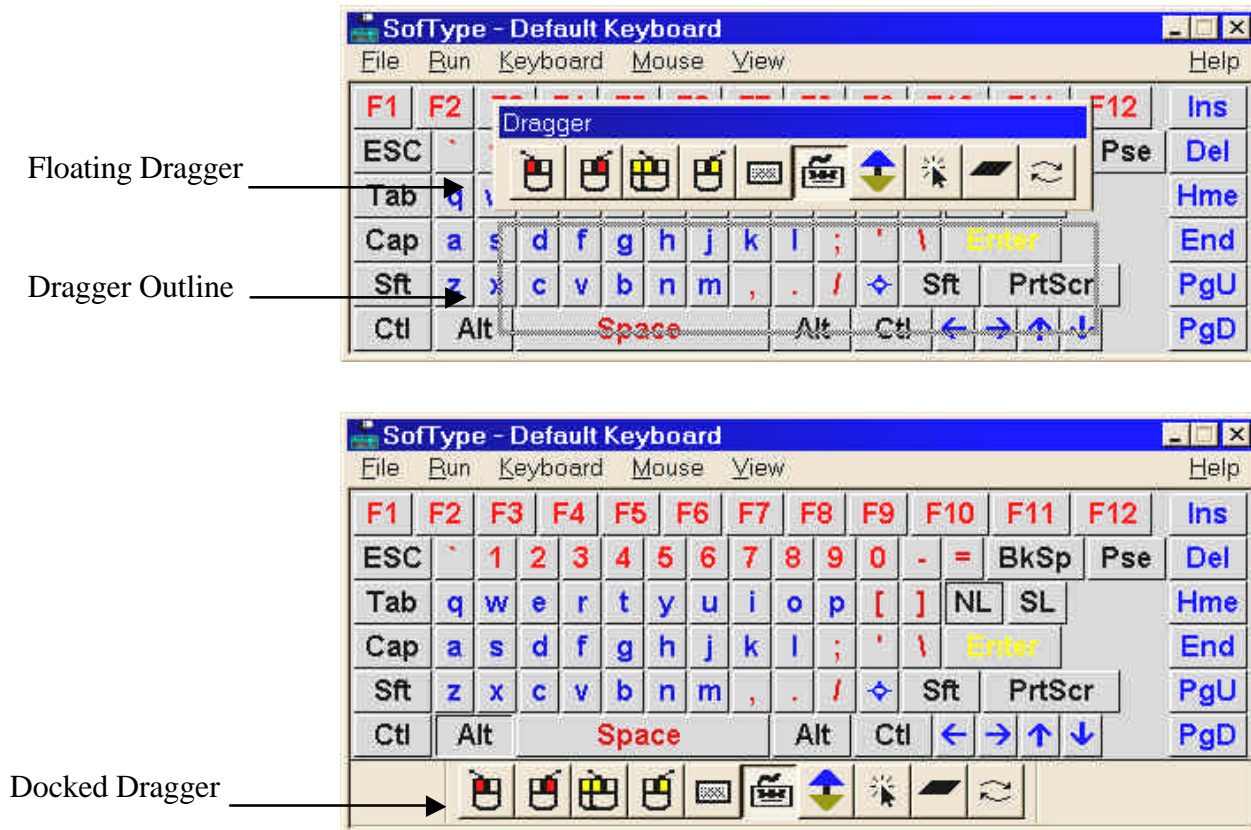 SofType - Default Keyboard
File Run Keyboard Mouse View Help
F1 F2 F12 Ins
Dragger
ESC ` Pse Del
Floating Dragger
Tab q Hme
Cap a s d f g h j k l ; ' \ Enter End
Dragger Outline
Sft z x c v b n m , . / Sft PrtScr PgU
Ctl Alt Space Alt Ctl ← → ↑ ↓ PgD
SofType - Default Keyboard
File Run Keyboard Mouse View Help
F1 F2 F3 F4 F5 F6 F7 F8 F9 F10 F11 F12 Ins
ESC ` 1 2 3 4 5 6 7 8 9 0 - = BkSp Pse Del
Tab q w e r t y u i o p [ ] NL SL Hme
Cap a s d f g h j k l ; ' \ Enter End
Sft z x c v b n m , . / Sft PrtScr PgU
Ctl Alt Space Alt Ctl ← → ↑ ↓ PgD
Docked Dragger